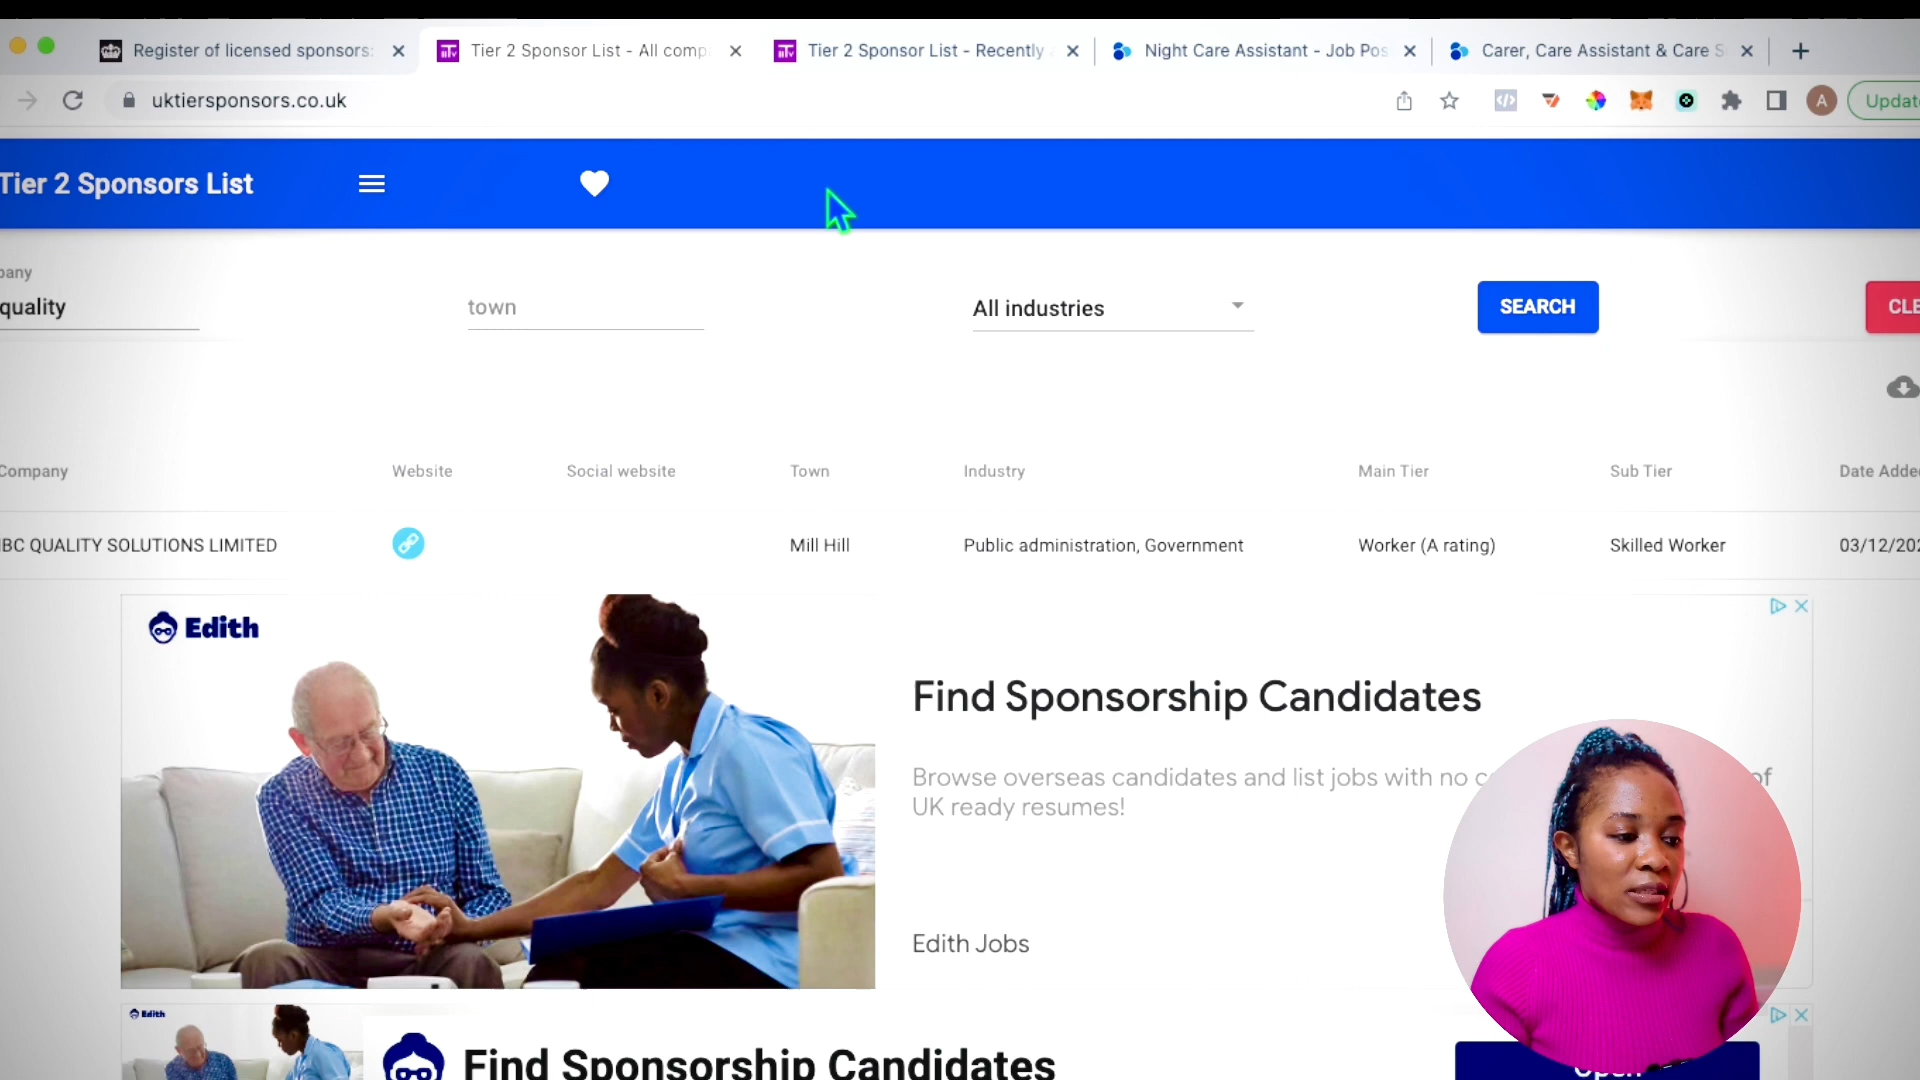 Register of licensed sponsors:
Tier 2 Sponsor List - All comp
Tier 2 Sponsor List - Recently
Night Care Assistant - Job Pos
Carer, Care Assistant & Care S
uktiersponsors.co.uk
A
Updat
Tier 2 Sponsors List
pany
quality
town
All industries
SEARCH
CLE
Company
Website
Social website
Town
Industry
Main Tier
Sub Tier
Date Adde
BC QUALITY SOLUTIONS LIMITED
Mill Hill
Public administration, Government
Worker (A rating)
Skilled Worker
03/12/20
Edith
Find Sponsorship Candidates
Browse overseas candidates and list jobs with no c of
UK ready resumes!
Edith Jobs
Edith
Find Sponsorship Candidates
Open